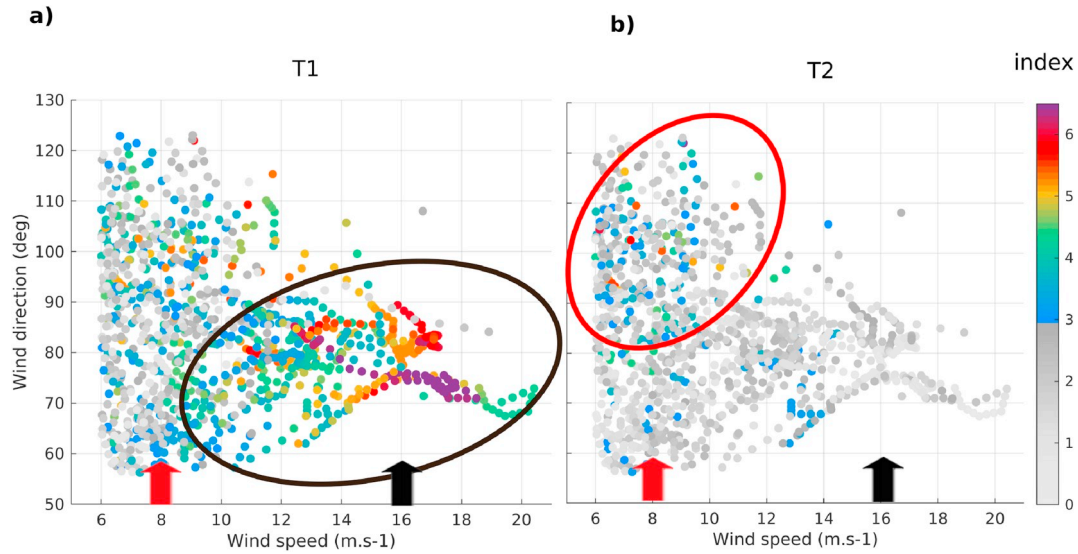 a)
b)
T1
T2
index
Wind direction (deg)
130
120
110
100
90
80
70
60
50
6 8 10 12 14 16 18 20
Wind speed (m.s-1)
6 8 10 12 14 16 18 20
Wind speed (m.s-1)
6
5
4
3
2
1
0